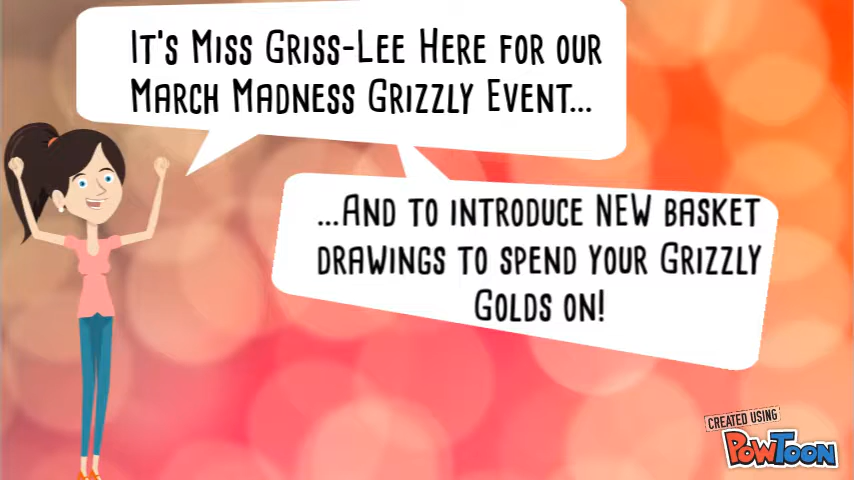 It's Miss Griss-Lee Here for our
March Madness Grizzly Event...
...And to introduce NEW basket
drawings to spend your Grizzly
Golds on!
CREATED USING
PowToon